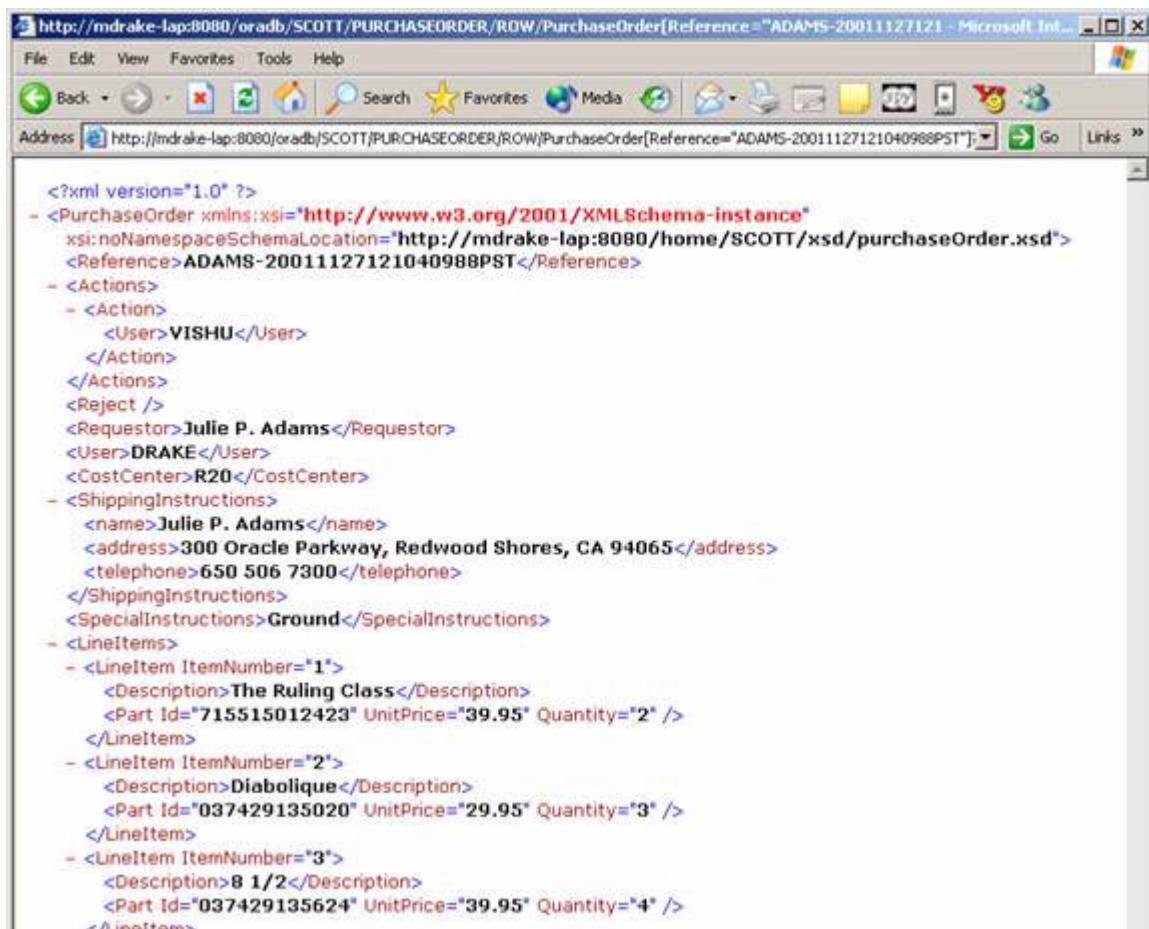 http://mdrake-lap:8080/oradb/SCOTT/PURCHASEORDER/ROW/PurchaseOrder[Reference="ADAMS-20011127121 - Microsoft Int...
File Edit View Favorites Tools Help
Back Search Favorites Media
Address http://mdrake-lap:8080/oradb/SCOTT/PURCHASEORDER/ROW/PurchaseOrder[Reference="ADAMS-20011127121040988PST"] Go Links »
<?xml version="1.0" ?>
- <PurchaseOrder xmlns:xsi="http://www.w3.org/2001/XMLSchema-instance"
xsi:noNamespaceSchemaLocation="http://mdrake-lap:8080/home/SCOTT/xsd/purchaseOrder.xsd">
<Reference>ADAMS-20011127121040988PST</Reference>
- <Actions>
- <Action>
<User>VISHU</User>
</Action>
</Actions>
<Reject />
<Requestor>Julie P. Adams</Requestor>
<User>DRAKE</User>
<CostCenter>R20</CostCenter>
- <ShippingInstructions>
<name>Julie P. Adams</name>
<address>300 Oracle Parkway, Redwood Shores, CA 94065</address>
<telephone>650 506 7300</telephone>
</ShippingInstructions>
<SpecialInstructions>Ground</SpecialInstructions>
- <LineItems>
- <LineItem ItemNumber="1">
<Description>The Ruling Class</Description>
<Part Id="715515012423" UnitPrice="39.95" Quantity="2" />
</LineItem>
- <LineItem ItemNumber="2">
<Description>Diabolique</Description>
<Part Id="037429135020" UnitPrice="29.95" Quantity="3" />
</LineItem>
- <LineItem ItemNumber="3">
<Description>8 1/2</Description>
<Part Id="037429135624" UnitPrice="39.95" Quantity="4" />
</LineItem>